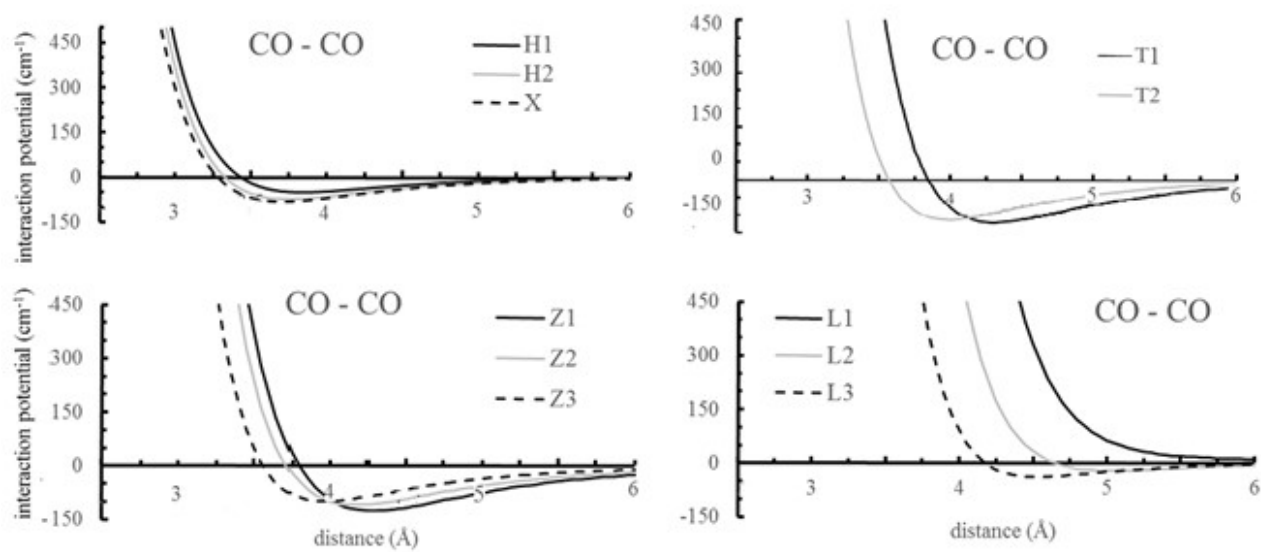 interaction potential (cm⁻¹)
450
300
150
0
-150
3
4
5
6
CO - CO
H1
H2
X
450
300
150
0
-150
3
4
5
6
CO - CO
T1
T2
interaction potential (cm⁻¹)
450
300
150
0
-150
3
4
5
6
distance (Å)
CO - CO
Z1
Z2
Z3
450
300
150
0
-150
3
4
5
6
distance (Å)
L1
L2
L3
CO - CO